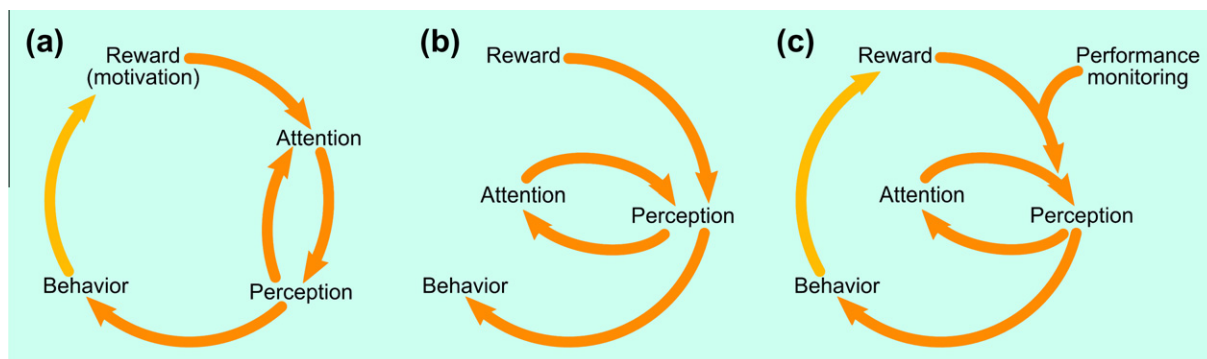 (a)
Reward
(motivation)
Attention
Behavior
Perception
(b)
Reward
Attention
Perception
Behavior
(c)
Reward
Performance
monitoring
Attention
Perception
Behavior